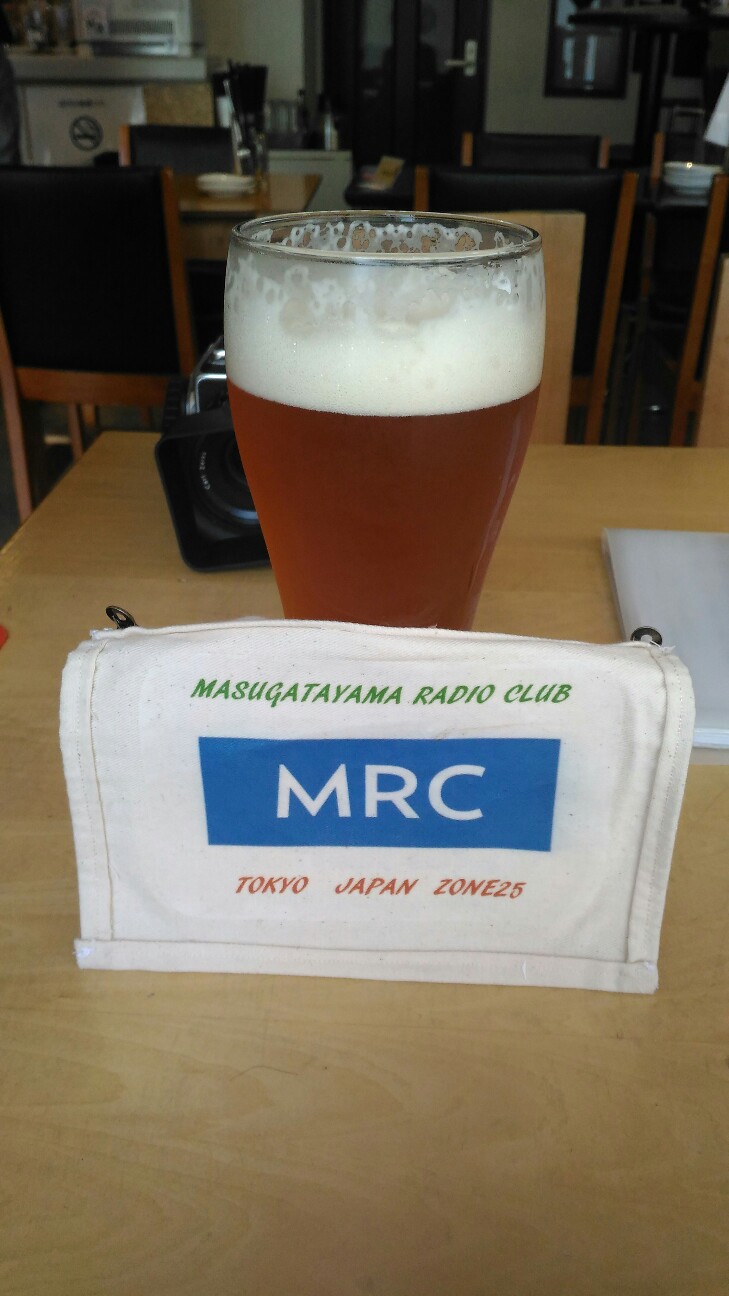 MASUGATAYAMA RADIO CLUB
MRC
TOKYO JAPAN ZONE25